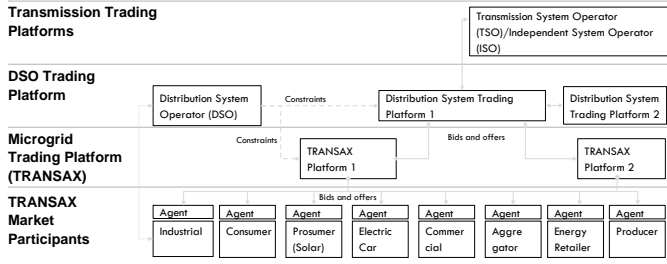 Transmission Trading
Platforms
Transmission System Operator
(TSO)/Independent System Operator
(ISO)
DSO Trading
Platform
Distribution System
Operator (DSO)
Constraints
Distribution System Trading
Platform 1
Distribution System
Trading Platform 2
Constraints
Bids and offers
Microgrid
Trading Platform
(TRANSAX)
TRANSAX
Platform 1
TRANSAX
Platform 2
TRANSAX
Market
Participants
Bids and offers
Agent
Industrial
Agent
Consumer
Agent
Prosumer
(Solar)
Agent
Electric
Car
Agent
Commer
cial
Agent
Aggre
gator
Agent
Energy
Retailer
Agent
Producer